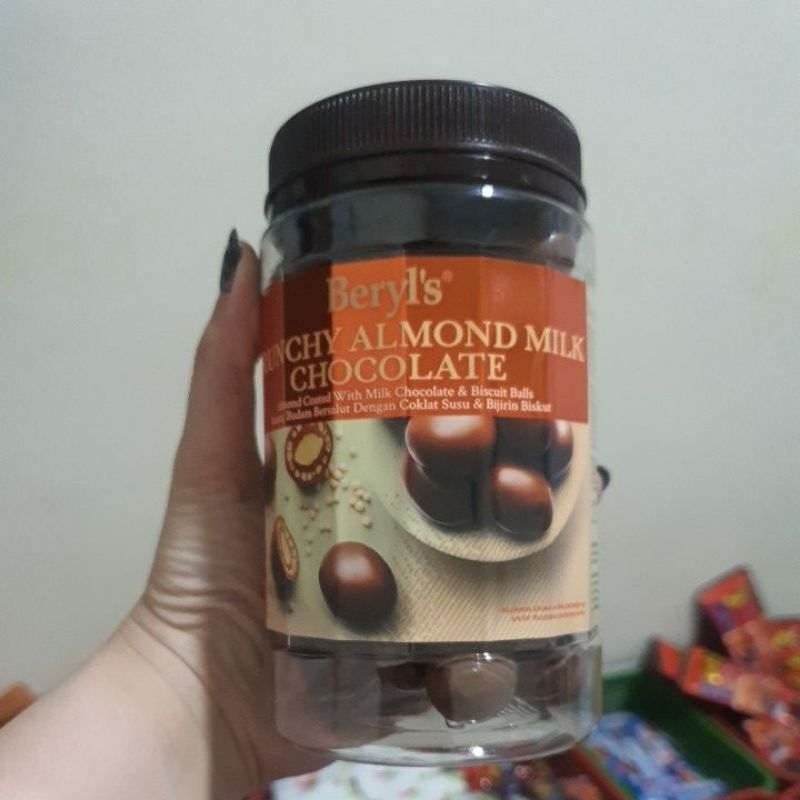 Beryl's®
UNCHY ALMOND MILK
CHOCOLATE
Almond Coated With Milk Chocolate & Biscuit Balls
Badam Bersalut Dengan Coklat Susu & Bijirin Biskut